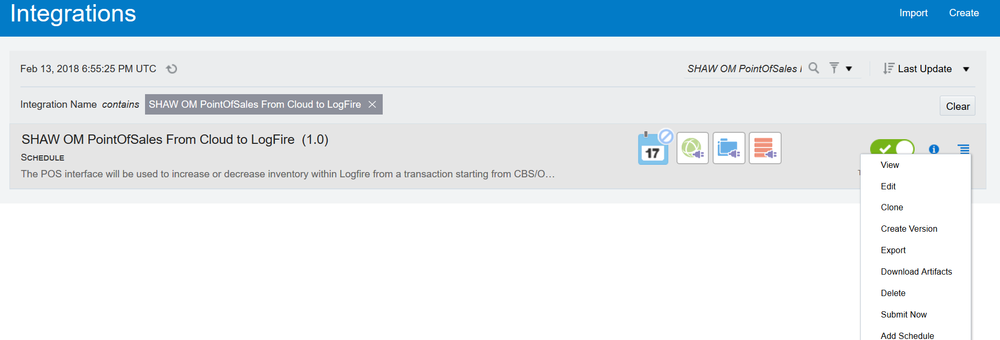 Integrations
Import Create
Feb 13, 2018 6:55:25 PM UTC
SHAW OM PointOfSales
Last Update
Integration Name contains SHAW OM PointOfSales From Cloud to LogFire
Clear
SHAW OM PointOfSales From Cloud to LogFire (1.0)
17
SCHEDULE
The POS interface will be used to increase or decrease inventory within Logfire from a transaction starting from CBS/O…
View
Edit
Clone
Create Version
Export
Download Artifacts
Delete
Submit Now
Add Schedule